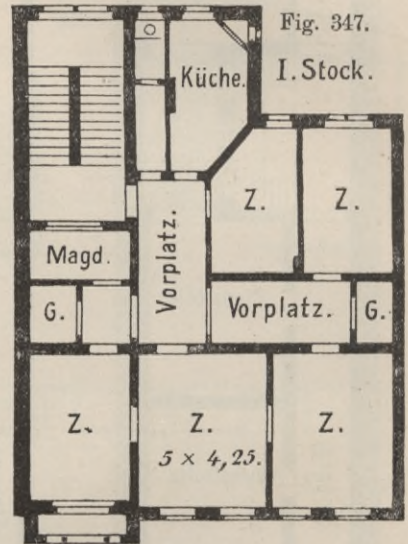 Fig. 347.
I. Stock.
Küche.
Z.
Z.
Magd.
Vorplatz.
G.
Vorplatz.
G.
Z.
Z.
5 × 4,25.
Z.